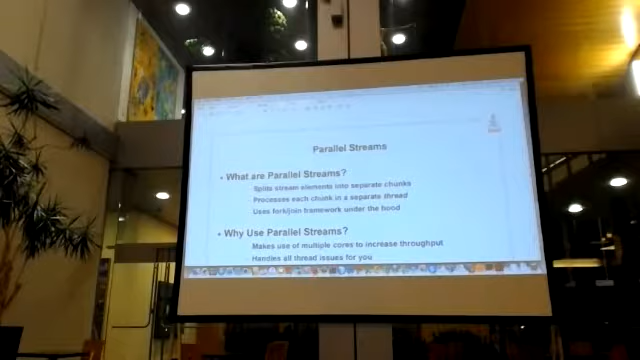 Parallel Streams
• What are Parallel Streams?
Splits stream elements into separate chunks
Processes each chunk in a separate thread
Uses fork/join framework under the hood
• Why Use Parallel Streams?
Makes use of multiple cores to increase throughput
Handles all thread issues for you